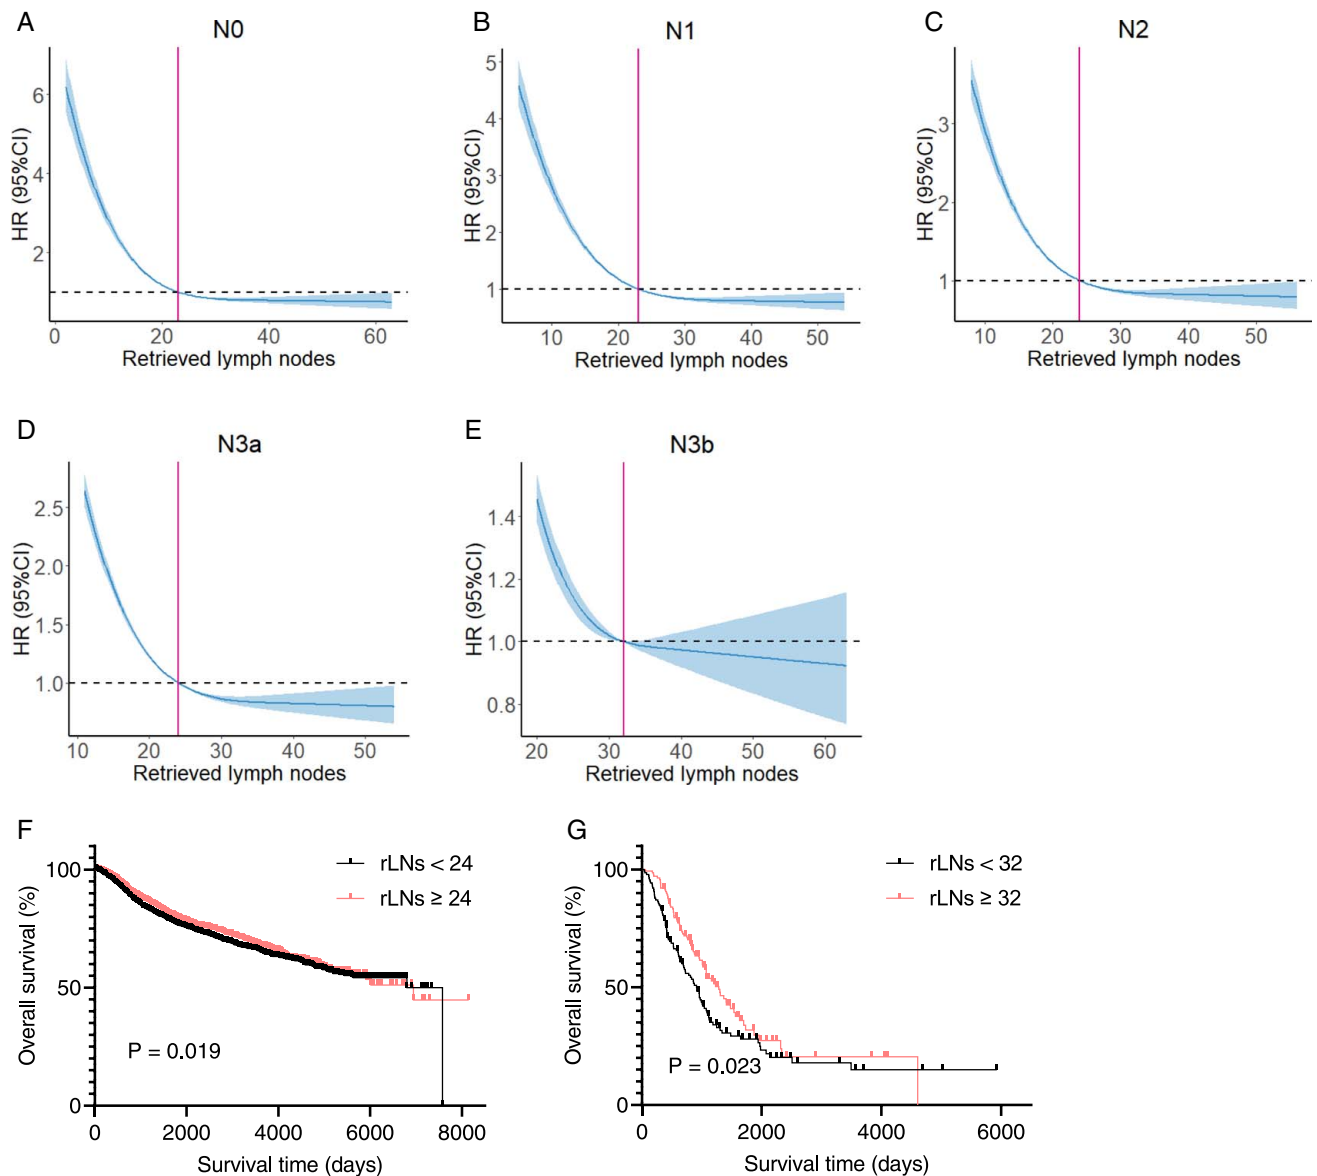 A
N0
HR (95%CI)
6
4
2
0
20
40
60
Retrieved lymph nodes
B
N1
HR (95%CI)
5
4
3
2
1
10
20
30
40
50
Retrieved lymph nodes
C
N2
HR (95%CI)
3
2
1
10
20
30
40
50
Retrieved lymph nodes
D
N3a
HR (95%CI)
2.5
2.0
1.5
1.0
10
20
30
40
50
Retrieved lymph nodes
E
N3b
HR (95%CI)
1.4
1.2
1.0
0.8
20
30
40
50
60
Retrieved lymph nodes
F
Overall survival (%)
100
50
0
rLNs < 24
rLNs ≥ 24
P = 0.019
0
2000
4000
6000
8000
Survival time (days)
G
Overall survival (%)
100
50
0
rLNs < 32
rLNs ≥ 32
P = 0.023
0
2000
4000
6000
Survival time (days)